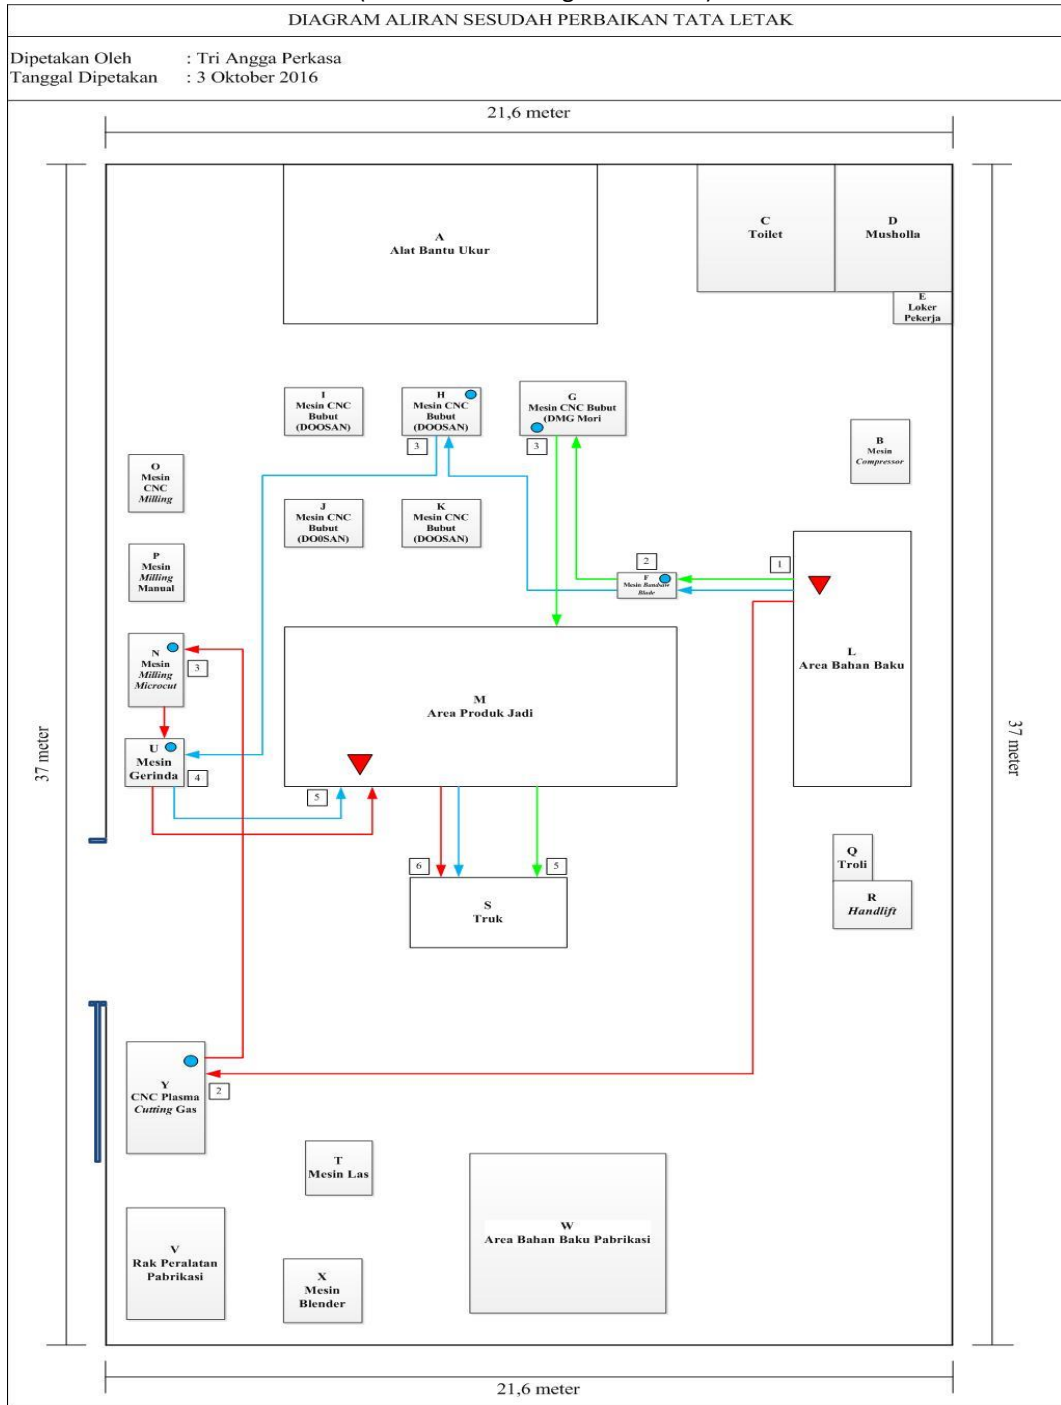 DIAGRAM ALIRAN SESUDAH PERBAIKAN TATA LETAK
Dipetakan Oleh : Tri Angga Perkasa
Tanggal Dipetakan : 3 Oktober 2016
21,6 meter
37 meter
37 meter
A
Alat Bantu Ukur
C
Toilet
D
Musholla
E
Loker
Pekerja
I
Mesin CNC
Bubut
(DOOSAN)
H
Mesin CNC
Bubut
(DOOSAN)
3
G
Mesin CNC Bubut
(DMG Mori
3
B
Mesin
Compressor
O
Mesin
CNC
Milling
J
Mesin CNC
Bubut
(DO0SAN)
K
Mesin CNC
Bubut
(DOOSAN)
P
Mesin
Milling
Manual
2
F
Mesin Bandsaw
Blade
1
L
Area Bahan Baku
N
Mesin
Milling
Microcut
3
M
Area Produk Jadi
U
Mesin
Gerinda
4
5
6
5
S
Truk
Q
Troli
R
Handlift
Y
CNC Plasma
Cutting Gas
2
T
Mesin Las
W
Area Bahan Baku Pabrikasi
V
Rak Peralatan
Pabrikasi
X
Mesin
Blender
21,6 meter